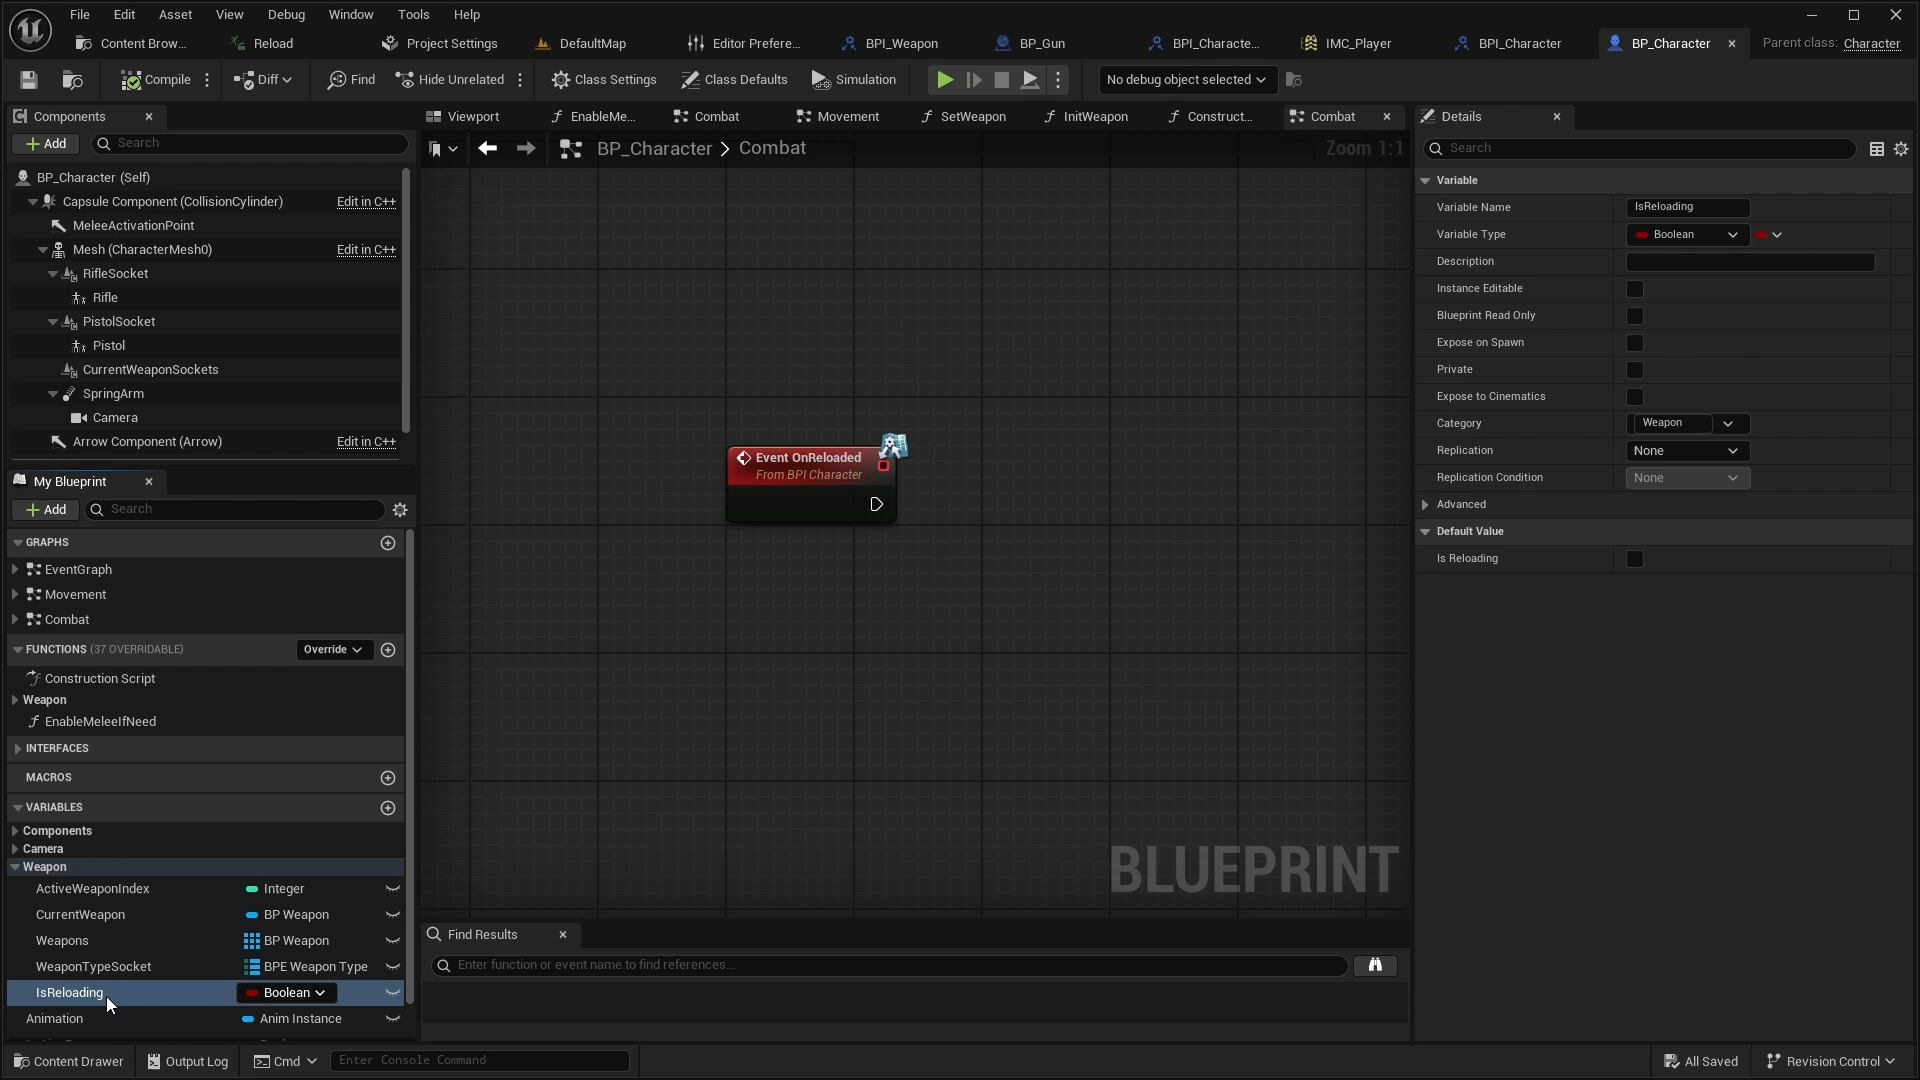 File Edit Asset View Debug Window Tools Help
Content Brow... Reload Project Settings DefaultMap Editor Prefere... BPI_Weapon BP_Gun BPI_Characte... IMC_Player BPI_Character BP_Character Parent class: Character
Compile Diff Find Hide Unrelated Class Settings Class Defaults Simulation No debug object selected
Components Viewport EnableMe... Combat Movement SetWeapon InitWeapon Construct... Combat Details
Add Search BP_Character Combat Zoom 1:1 Search
BP_Character (Self)
Capsule Component (CollisionCylinder) Edit in C++
MeleeActivationPoint
Mesh (CharacterMesh0) Edit in C++
RifleSocket
Rifle
PistolSocket
Pistol
CurrentWeaponSockets
SpringArm
Camera
Arrow Component (Arrow) Edit in C++
My Blueprint
Add Search
GRAPHS
EventGraph
Movement
Combat
FUNCTIONS (37 OVERRIDABLE) Override
Construction Script
Weapon
EnableMeleeIfNeed
INTERFACES
MACROS
VARIABLES
Components
Camera
Weapon
ActiveWeaponIndex Integer
CurrentWeapon BP Weapon
Weapons BP Weapon
WeaponTypeSocket BPE Weapon Type
IsReloading Boolean
Animation Anim Instance
Event OnReloaded
From BPI Character
BLUEPRINT
Find Results
Enter function or event name to find references...
Variable
Variable Name IsReloading
Variable Type Boolean
Description
Instance Editable
Blueprint Read Only
Expose on Spawn
Private
Expose to Cinematics
Category Weapon
Replication None
Replication Condition None
Advanced
Default Value
Is Reloading
Content Drawer Output Log Cmd Enter Console Command All Saved Revision Control